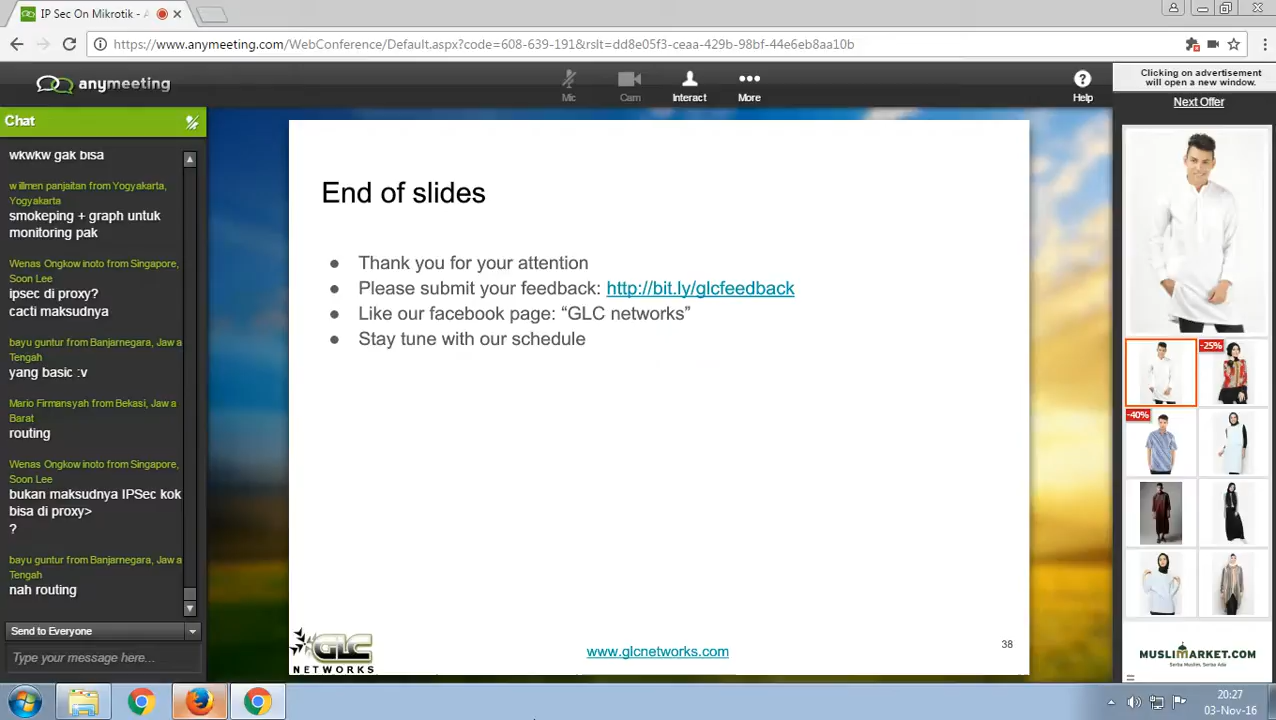 IP Sec On Mikrotik - A
https://www.anymeeting.com/WebConference/Default.aspx?code=608-639-191&rslt=dd8e05f3-ceaa-429b-98bf-44e6eb8aa10b
anymeeting
Mic
Cam
Interact
More
Help
Clicking on advertisement
will open a new window.
Next Offer
Chat
wkwkw gak bisa
willmen panjaitan from Yogyakarta,
Yogyakarta
smokeping + graph untuk
monitoring pak
Wenas Ongkowinoto from Singapore,
Soon Lee
ipsec di proxy?
cacti maksudnya
bayu guntur from Banjarnegara, Jawa
Tengah
yang basic :v
Mario Firmansyah from Bekasi, Jawa
Barat
routing
Wenas Ongkowinoto from Singapore,
Soon Lee
bukan maksudnya IPSec kok
bisa di proxy>
?
bayu guntur from Banjarnegara, Jawa
Tengah
nah routing
Send to Everyone
Type your message here...
End of slides
● Thank you for your attention
● Please submit your feedback: http://bit.ly/glcfeedback
● Like our facebook page: “GLC networks”
● Stay tune with our schedule
GLC
NETWORKS
www.glcnetworks.com
38
-25%
-40%
MUSLIMARKET.COM
Serba Muslim, Serba Ada
20:27
03-Nov-16